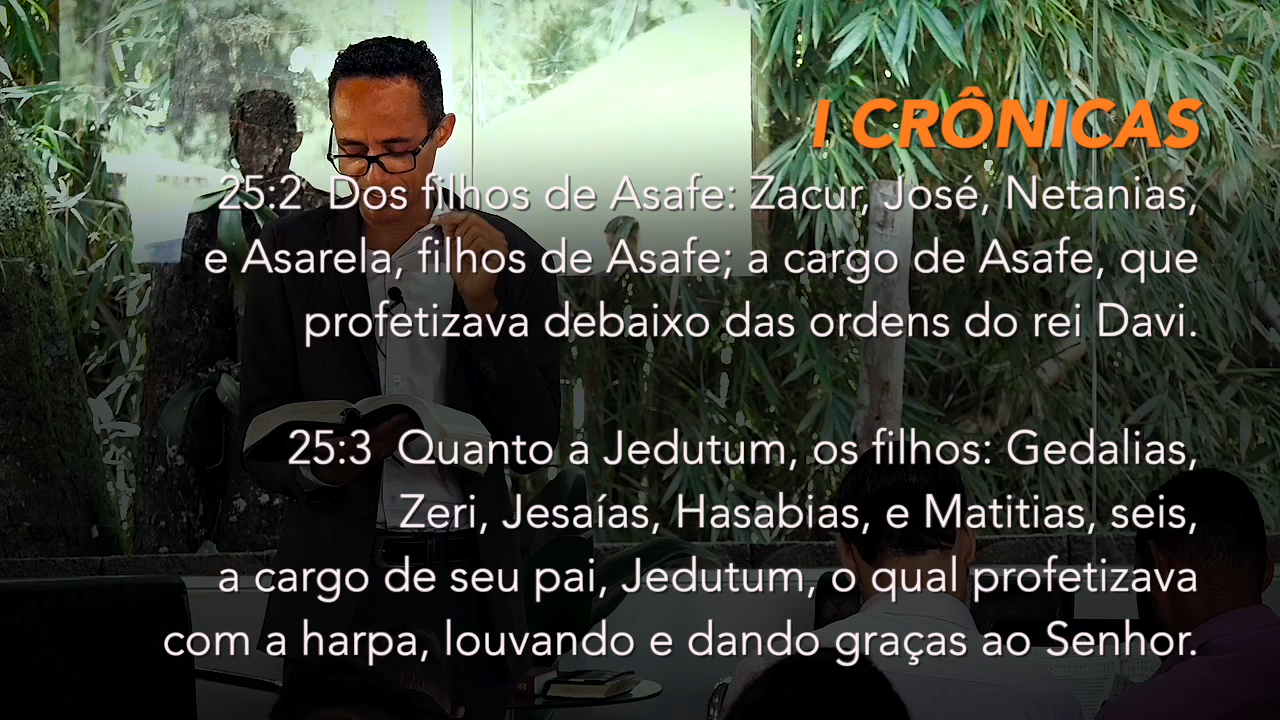 I CRÔNICAS
25:2 Dos filhos de Asafe: Zacur, José, Netanias,
e Asarela, filhos de Asafe; a cargo de Asafe, que
profetizava debaixo das ordens do rei Davi.
25:3 Quanto a Jedutum, os filhos: Gedalias,
Zeri, Jesaías, Hasabias, e Matitias, seis,
a cargo de seu pai, Jedutum, o qual profetizava
com a harpa, louvando e dando graças ao Senhor.